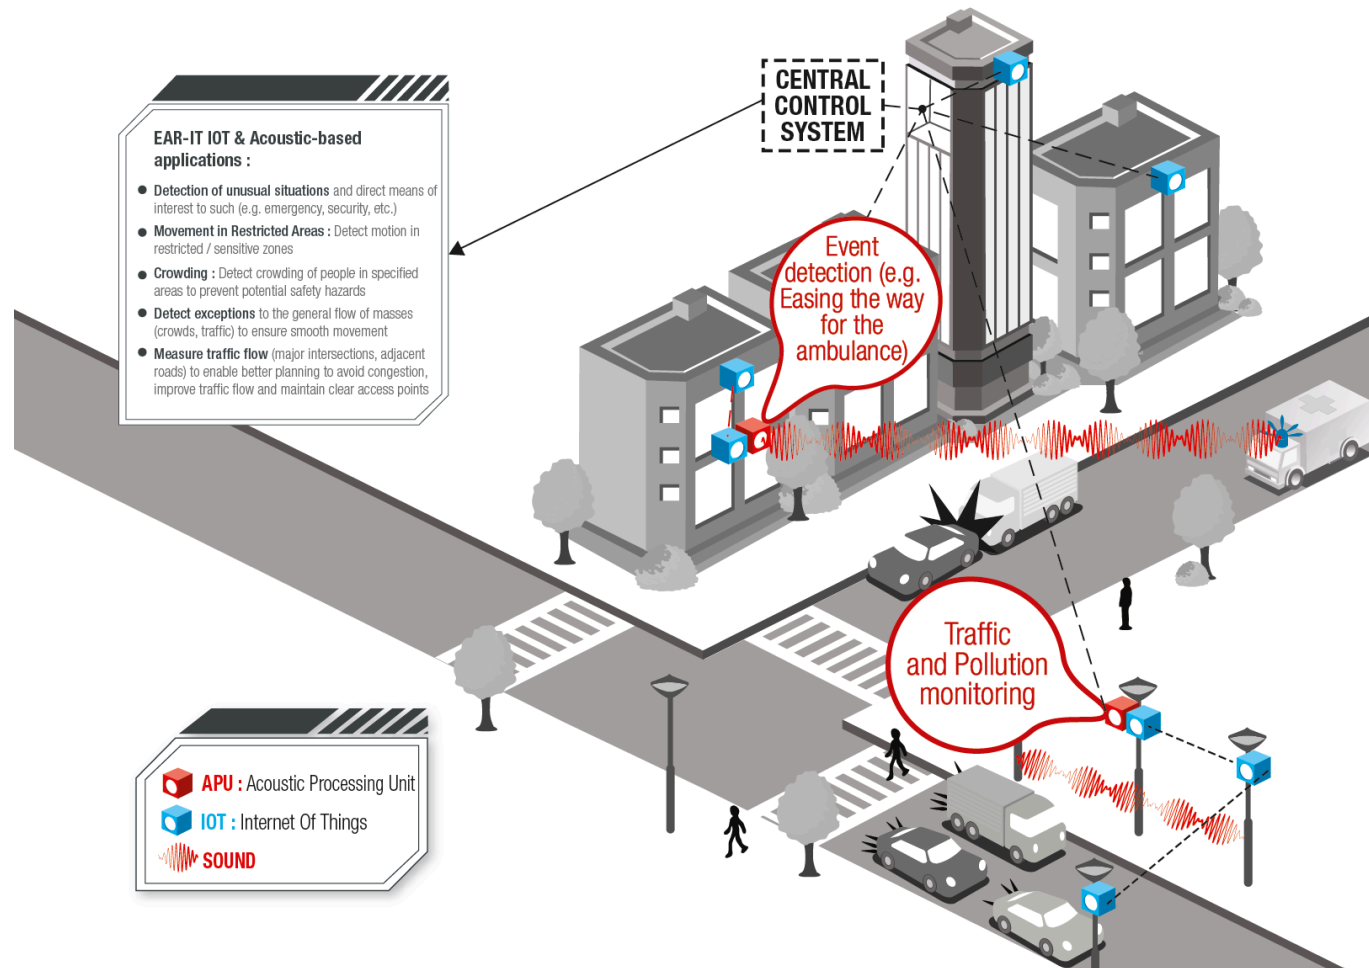 CENTRAL
CONTROL
SYSTEM
EAR-IT IOT & Acoustic-based
applications :
Detection of unusual situations and direct means of
interest to such (e.g. emergency, security, etc.)
Movement in Restricted Areas : Detect motion in
restricted / sensitive zones
Crowding : Detect crowding of people in specified
areas to prevent potential safety hazards
Detect exceptions to the general flow of masses
(crowds, traffic) to ensure smooth movement
Measure traffic flow (major intersections, adjacent
roads) to enable better planning to avoid congestion,
improve traffic flow and maintain clear access points
Event
detection (e.g.
Easing the way
for the
ambulance)
Traffic
and Pollution
monitoring
APU : Acoustic Processing Unit
IOT : Internet Of Things
SOUND